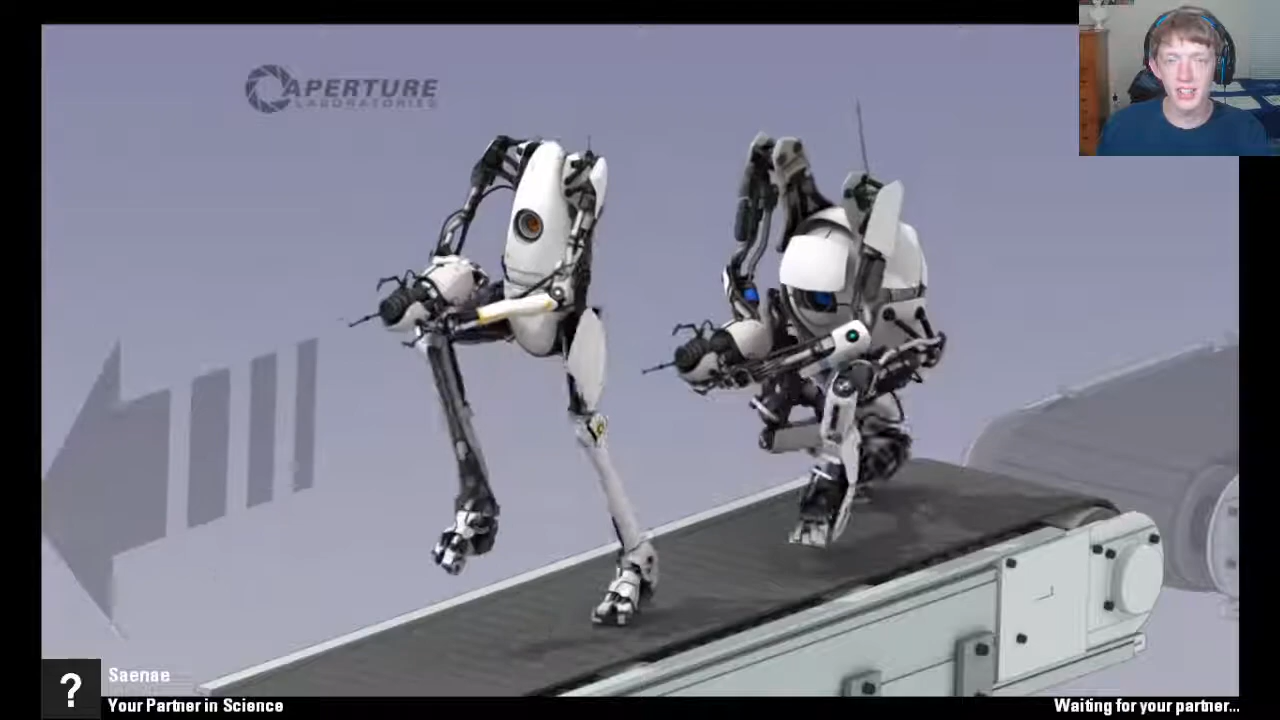 APERTURE
LABORATORIES
?
Saenae
Your Partner in Science
Waiting for your partner...